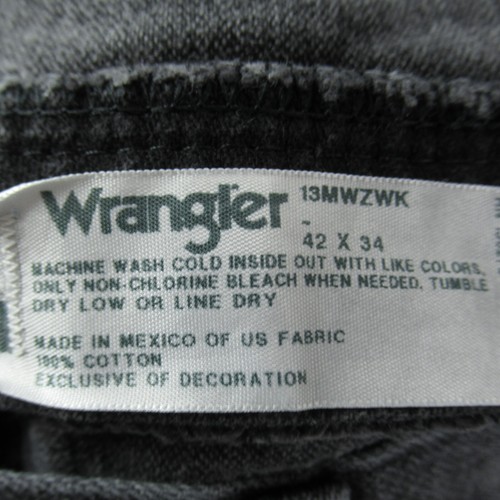 Wrangler 13MWZWK
-
42 X 34
MACHINE WASH COLD INSIDE OUT WITH LIKE COLORS,
ONLY NON-CHLORINE BLEACH WHEN NEEDED, TUMBLE
DRY LOW OR LINE DRY
MADE IN MEXICO OF US FABRIC
100% COTTON
EXCLUSIVE OF DECORATION